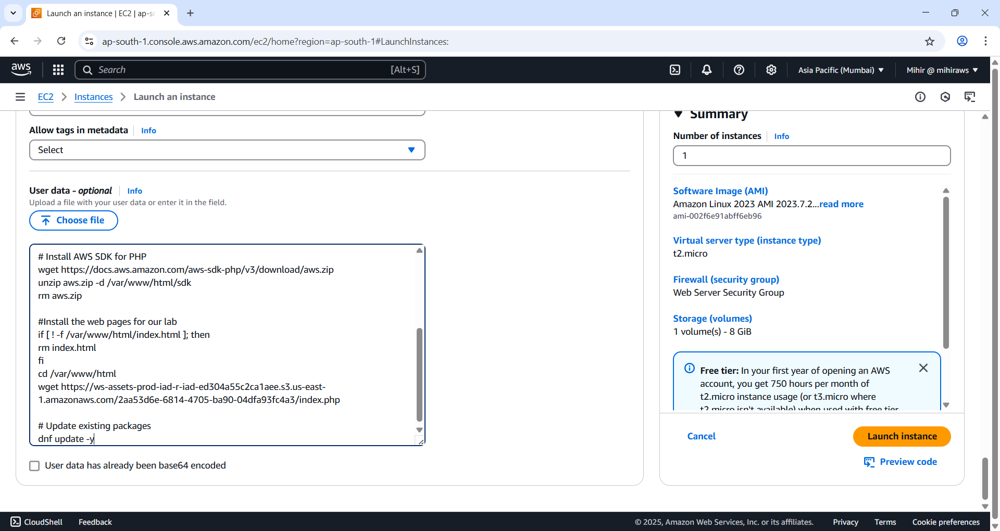 Launch an instance | EC2 | ap-so
ap-south-1.console.aws.amazon.com/ec2/home?region=ap-south-1#LaunchInstances:
aws
Search
[Alt+S]
Asia Pacific (Mumbai)
Mihir @ mihiraws
EC2
Instances
Launch an instance
Allow tags in metadata
Info
Select
User data - optional
Info
Upload a file with your user data or enter it in the field.
Choose file
# Install AWS SDK for PHP
wget https://docs.aws.amazon.com/aws-sdk-php/v3/download/aws.zip
unzip aws.zip -d /var/www/html/sdk
rm aws.zip
#Install the web pages for our lab
if [ ! -f /var/www/html/index.html ]; then
rm index.html
fi
cd /var/www/html
wget https://ws-assets-prod-iad-r-iad-ed304a55c2ca1aee.s3.us-east-
1.amazonaws.com/2aa53d6e-6814-4705-ba90-04dfa93fc4a3/index.php
# Update existing packages
dnf update -y
User data has already been base64 encoded
Summary
Number of instances
Info
1
Software Image (AMI)
Amazon Linux 2023 AMI 2023.7.2...read more
ami-002f6e91abff6eb96
Virtual server type (instance type)
t2.micro
Firewall (security group)
Web Server Security Group
Storage (volumes)
1 volume(s) - 8 GiB
Free tier: In your first year of opening an AWS
account, you get 750 hours per month of
t2.micro instance usage (or t3.micro where
t2.micro isn't available) when used with free tier
Cancel
Launch instance
Preview code
CloudShell
Feedback
© 2025, Amazon Web Services, Inc. or its affiliates.
Privacy
Terms
Cookie preferences